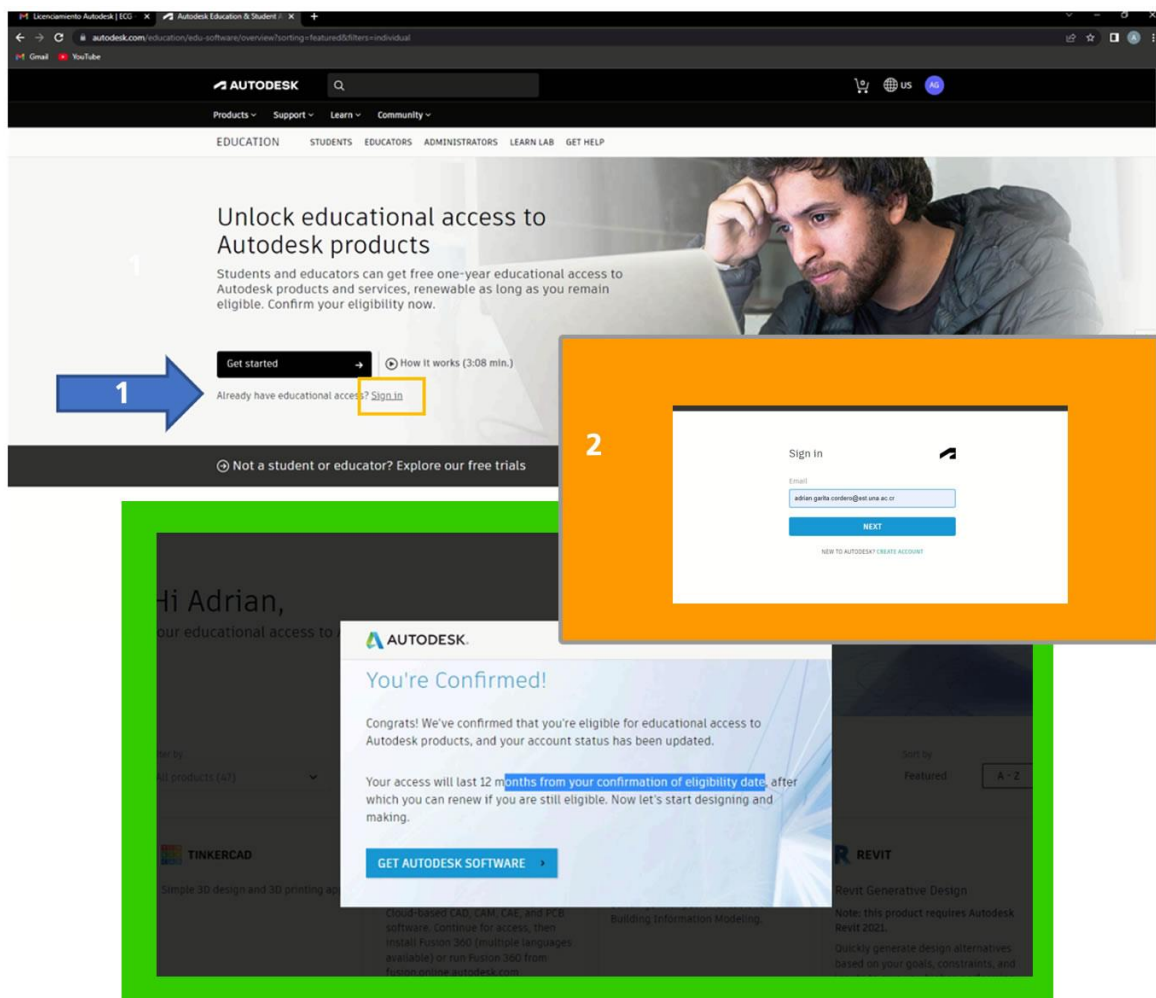 Licenciamiento Autodesk | ECG
Autodesk Education & Student A
autodesk.com/education/edu-software/overview?sorting=featured&filters=individual
Gmail YouTube
AUTODESK
US AG
Products Support Learn Community
EDUCATION STUDENTS EDUCATORS ADMINISTRATORS LEARN LAB GET HELP
Unlock educational access to
Autodesk products
1
Students and educators can get free one-year educational access to
Autodesk products and services, renewable as long as you remain
eligible. Confirm your eligibility now.
Get started
How it works (3:08 min.)
1
Already have educational access? Sign in
Not a student or educator? Explore our free trials
2
Sign in
Email
adrian.garita.cordero@est.una.ac.cr
NEXT
NEW TO AUTODESK? CREATE ACCOUNT
Hi Adrian,
your educational access to
AUTODESK.
You're Confirmed!
Congrats! We've confirmed that you're eligible for educational access to
Autodesk products, and your account status has been updated.
Your access will last 12 months from your confirmation of eligibility date, after
which you can renew if you are still eligible. Now let's start designing and
making.
GET AUTODESK SOFTWARE
All products (47)
Sort by
Featured A - Z
TINKERCAD
Simple 3D design and 3D printing ap
Cloud-based CAD, CAM, CAE, and PCB
software. Continue for access, then
install Fusion 360 (multiple languages
available) or run Fusion 360 from
fusion.online.autodesk.com
Building Information Modeling.
REVIT
Revit Generative Design
Note: this product requires Autodesk
Revit 2021.
Quickly generate design alternatives
based on your goals, constraints, and